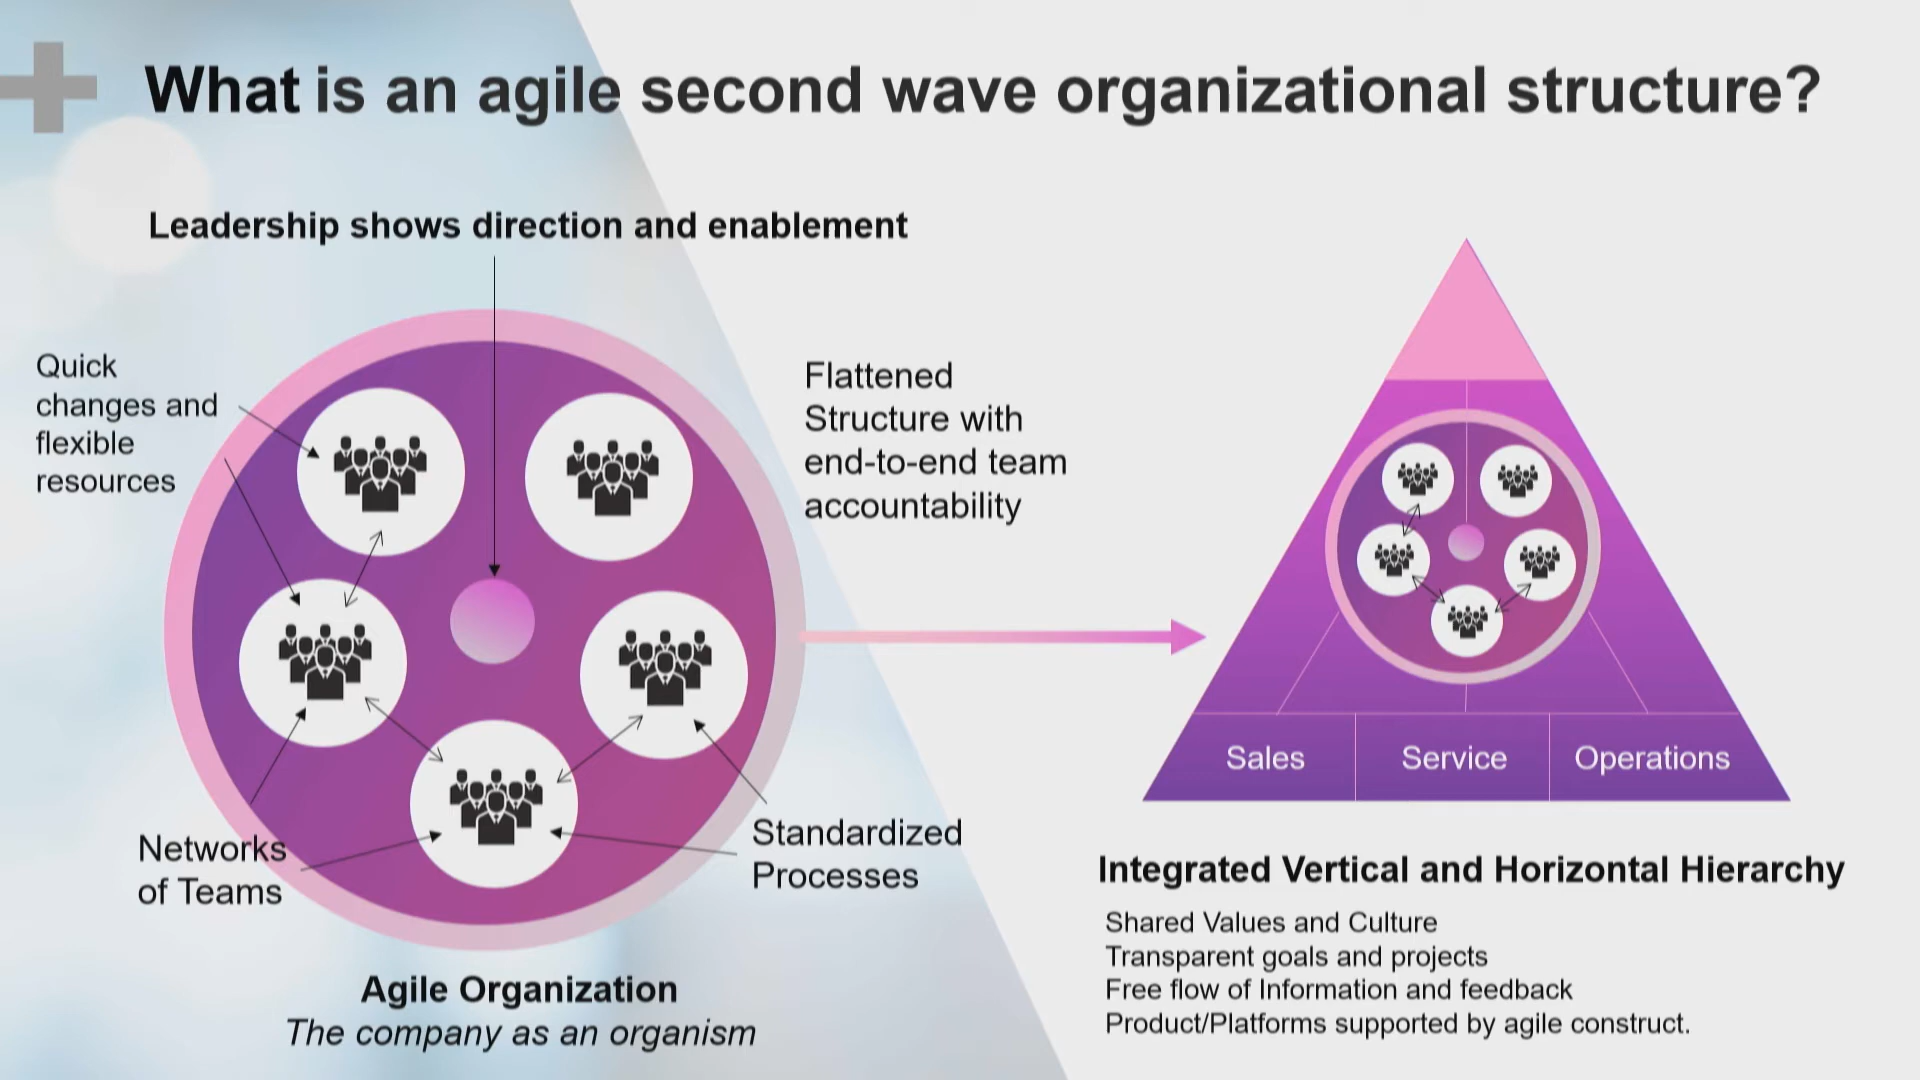 What is an agile second wave organizational structure?
Leadership shows direction and enablement
Quick
changes and
flexible
resources
Flattened
Structure with
end-to-end team
accountability
Networks
of Teams
Standardized
Processes
Agile Organization
The company as an organism
Sales
Service
Operations
Integrated Vertical and Horizontal Hierarchy
Shared Values and Culture
Transparent goals and projects
Free flow of Information and feedback
Product/Platforms supported by agile construct.